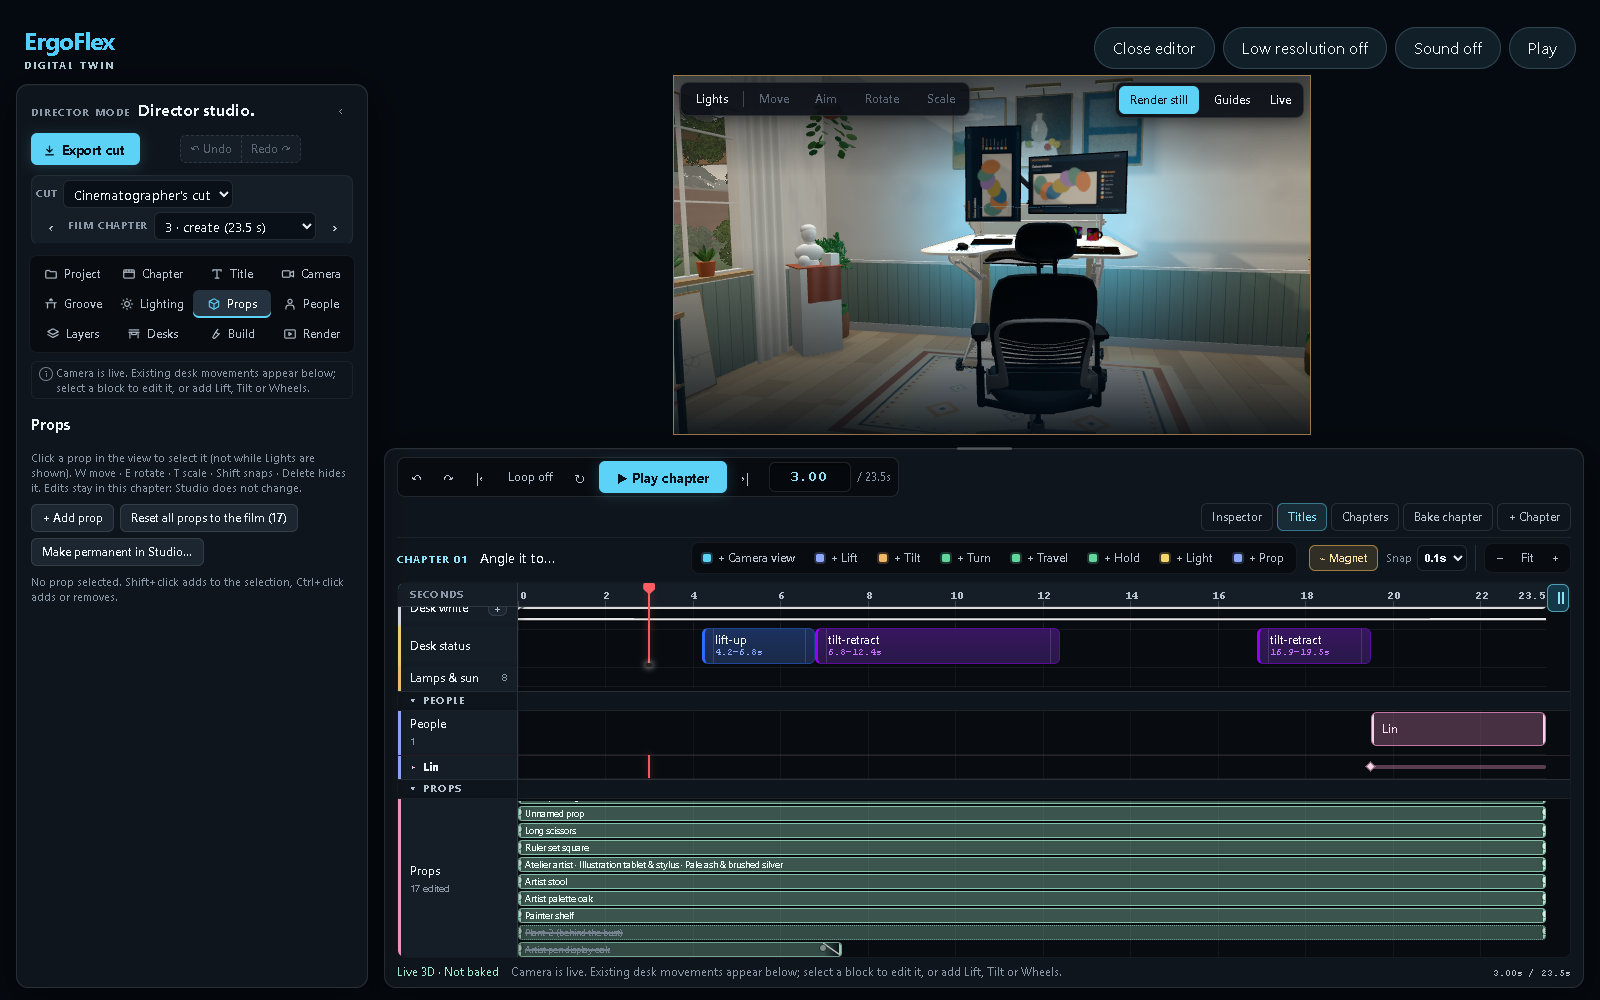 ErgoFlex
DIGITAL TWIN
Close editor
Low resolution off
Sound off
Play
DIRECTOR MODE Director studio.
Export cut
Undo
Redo
CUT Cinematographer's cut
FILM CHAPTER 3 · create (23.5 s)
Project
Chapter
Title
Camera
Groove
Lighting
Props
People
Layers
Desks
Build
Render
Camera is live. Existing desk movements appear below;
select a block to edit it, or add Lift, Tilt or Wheels.
Props
Click a prop in the view to select it (not while Lights are
shown). W move · E rotate · T scale · Shift snaps · Delete hides
it. Edits stay in this chapter: Studio does not change.
+ Add prop
Reset all props to the film (17)
Make permanent in Studio...
No prop selected. Shift+click adds to the selection, Ctrl+click
adds or removes.
Lights
Move
Aim
Rotate
Scale
Render still
Guides
Live
Loop off
Play chapter
3.00
/ 23.5s
Inspector
Titles
Chapters
Bake chapter
+ Chapter
CHAPTER 01 Angle it to...
+ Camera view
+ Lift
+ Tilt
+ Turn
+ Travel
+ Hold
+ Light
+ Prop
Magnet
Snap
0.1s
− Fit +
SECONDS
0 2 4 6 8 10 12 14 16 18 20 22 23.5
Desk white +
Desk status
lift-up
4.2–6.8s
tilt-retract
6.8–12.4s
tilt-retract
16.9–19.5s
Lamps & sun 8
PEOPLE
People
1
Lin
Lin
PROPS
Unnamed prop
Long scissors
Ruler set square
Atelier artist · Illustration tablet & stylus · Pale ash & brushed silver
Props
17 edited
Artist stool
Artist palette oak
Painter shelf
Plant 2 (behind the bust)
Artist pen display oak
Live 3D · Not baked
Camera is live. Existing desk movements appear below; select a block to edit it, or add Lift, Tilt or Wheels.
3.00s / 23.5s